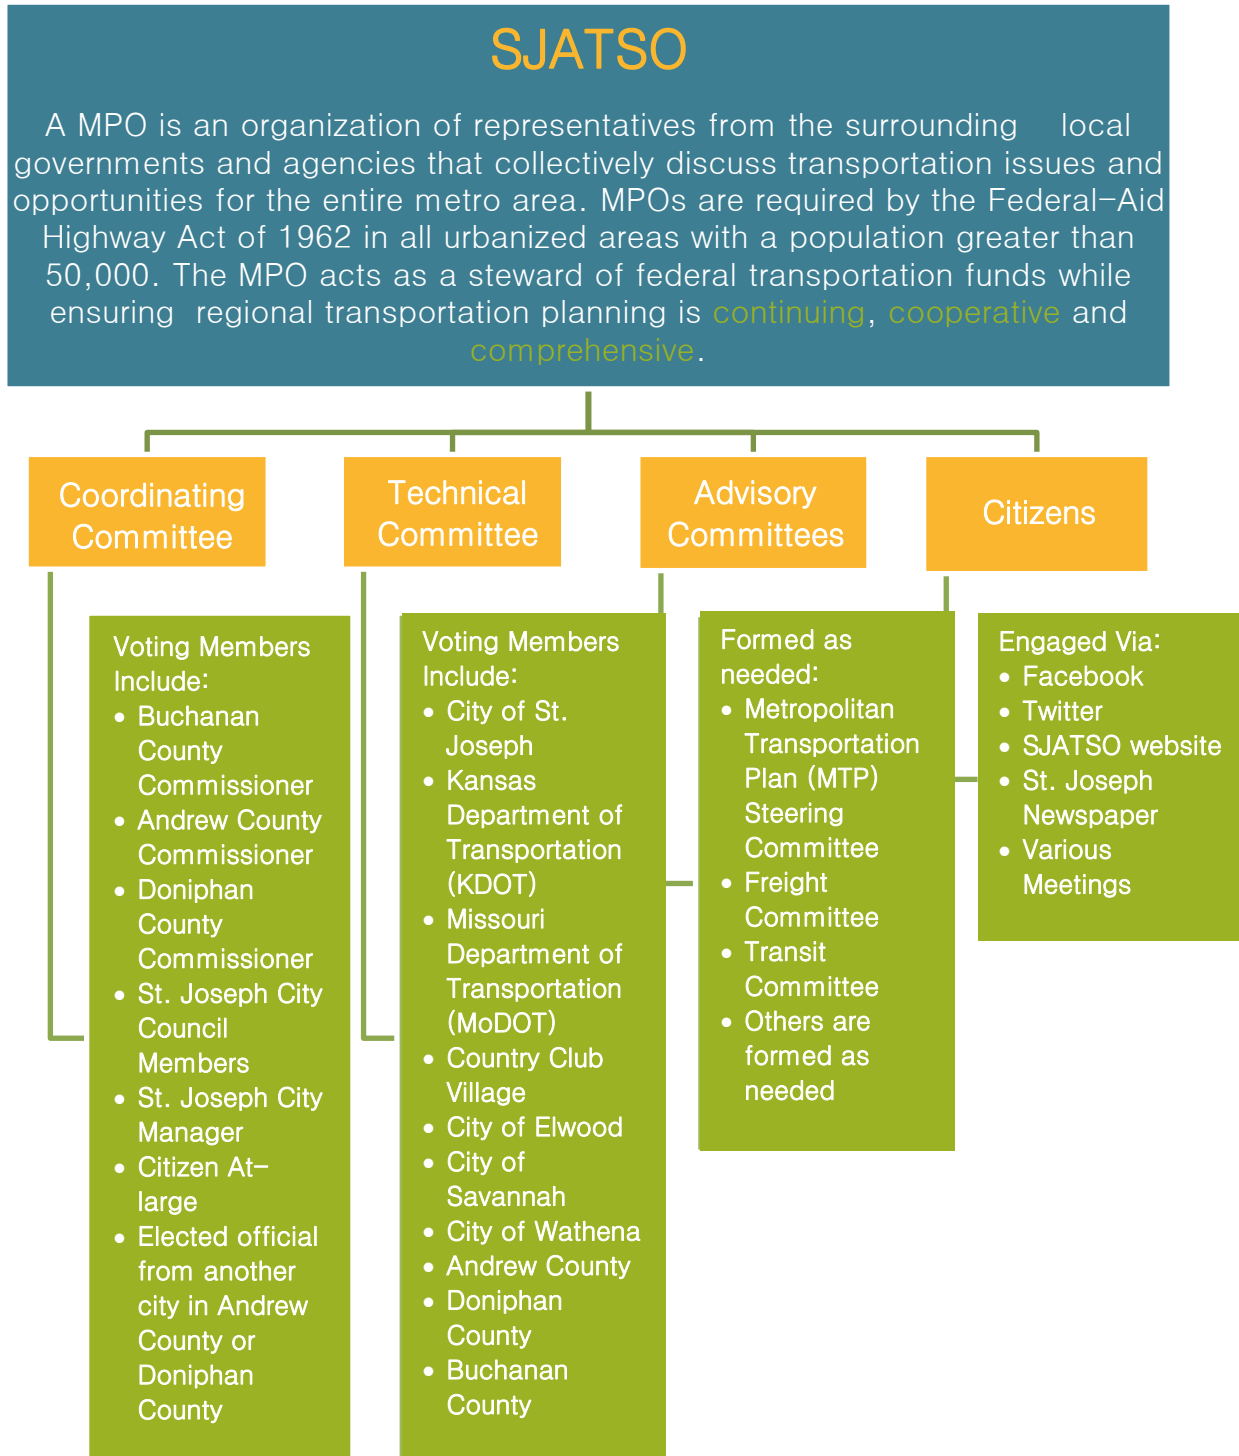 SJATSO
A MPO is an organization of representatives from the surrounding local
governments and agencies that collectively discuss transportation issues and
opportunities for the entire metro area. MPOs are required by the Federal-Aid
Highway Act of 1962 in all urbanized areas with a population greater than
50,000. The MPO acts as a steward of federal transportation funds while
ensuring regional transportation planning is continuing, cooperative and
comprehensive.
Coordinating
Committee
Voting Members
Include:
• Buchanan
County
Commissioner
• Andrew County
Commissioner
• Doniphan
County
Commissioner
• St. Joseph City
Council
Members
• St. Joseph City
Manager
• Citizen At-
large
• Elected official
from another
city in Andrew
County or
Doniphan
County
Technical
Committee
Voting Members
Include:
• City of St.
Joseph
• Kansas
Department of
Transportation
(KDOT)
• Missouri
Department of
Transportation
(MoDOT)
• Country Club
Village
• City of Elwood
• City of
Savannah
• City of Wathena
• Andrew County
• Doniphan
County
• Buchanan
County
Advisory
Committees
Formed as
needed:
• Metropolitan
Transportation
Plan (MTP)
Steering
Committee
• Freight
Committee
• Transit
Committee
• Others are
formed as
needed
Citizens
Engaged Via:
• Facebook
• Twitter
• SJATSO website
• St. Joseph
Newspaper
• Various
Meetings